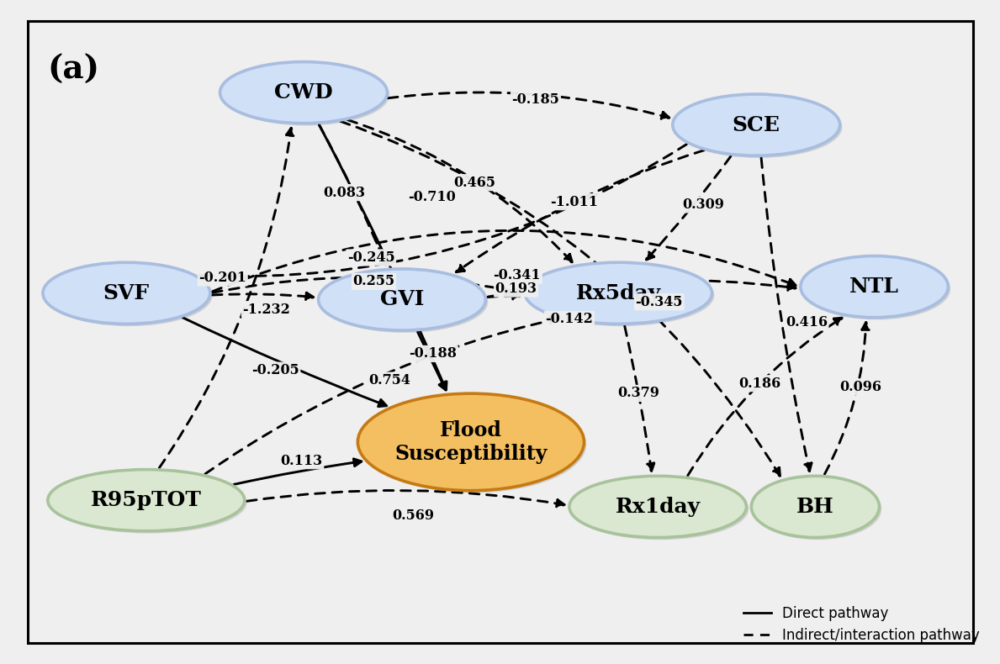 (a)
CWD
-0.185
SCE
0.083
0.465
-0.710
-1.011
0.309
-0.245
-0.201
0.255
-0.341
0.193
SVF
GVI
Rx5day
-0.345
NTL
-1.232
-0.142
0.416
-0.188
-0.205
0.754
0.379
0.186
0.096
Flood
Susceptibility
0.113
R95pTOT
0.569
Rx1day
BH
Direct pathway
Indirect/interaction pathway